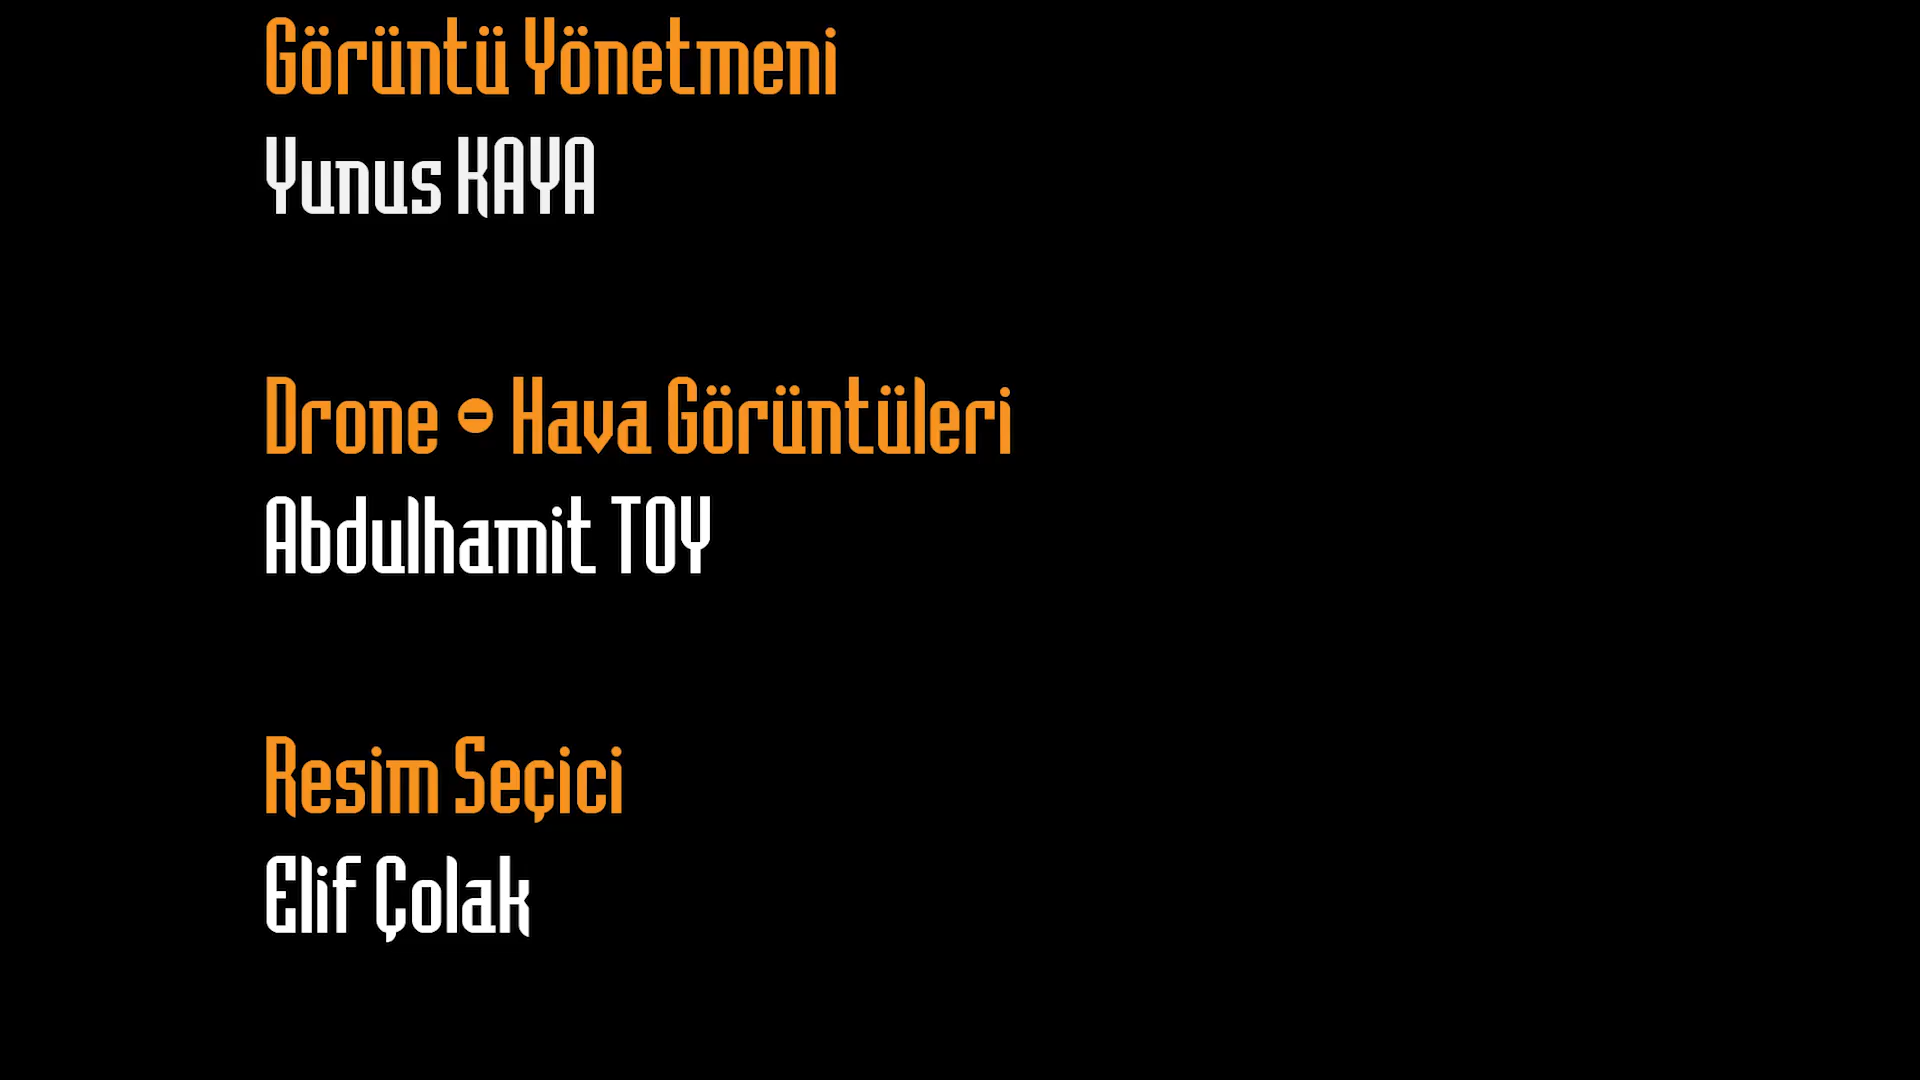 Görüntü Yönetmeni
Yunus KAYA
Drone - Hava Görüntüleri
Abdulhamit TOY
Resim Seçici
Elif Çolak